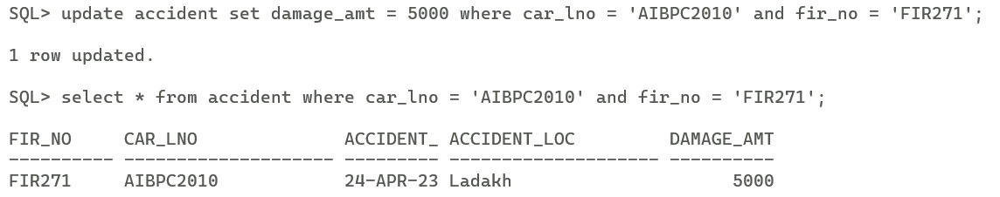 SQL> update accident set damage_amt = 5000 where car_lno = 'AIBPC2010' and fir_no = 'FIR271';
1 row updated.
SQL> select * from accident where car_lno = 'AIBPC2010' and fir_no = 'FIR271';
FIR_NO     CAR_LNO              ACCIDENT_ ACCIDENT_LOC         DAMAGE_AMT
---------- -------------------- --------- -------------------- ----------
FIR271     AIBPC2010            24-APR-23 Ladakh                     5000